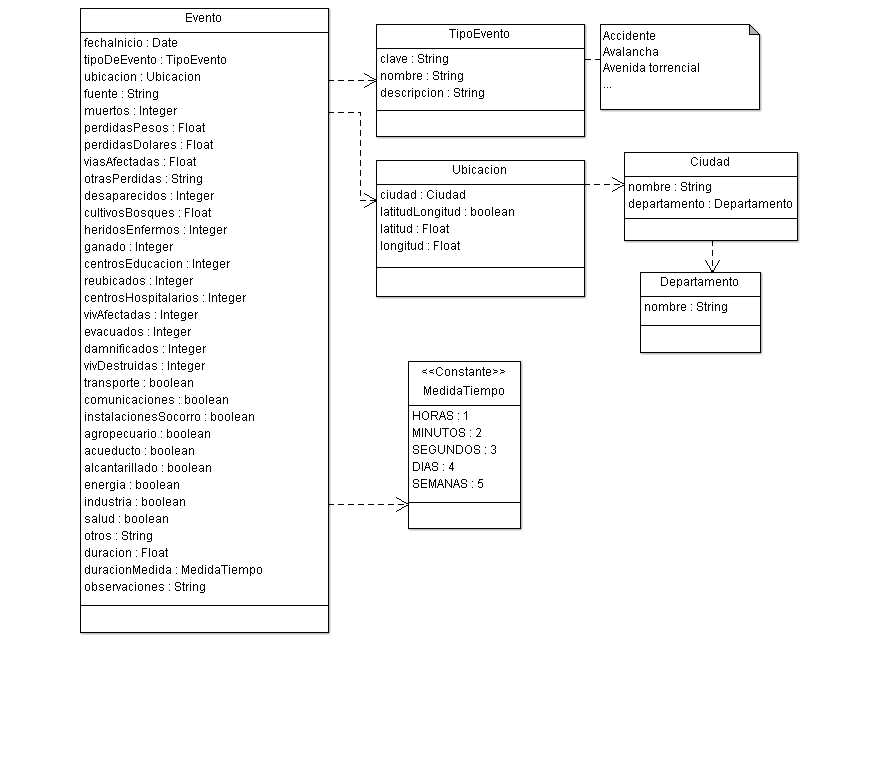 Evento
fechaInicio : Date
tipoDeEvento : TipoEvento
ubicacion : Ubicacion
fuente : String
muertos : Integer
perdidasPesos : Float
perdidasDolares : Float
viasAfectadas : Float
otrasPerdidas : String
desaparecidos : Integer
cultivosBosques : Float
heridosEnfermos : Integer
ganado : Integer
centrosEducacion : Integer
reubicados : Integer
centrosHospitalarios : Integer
vivAfectadas : Integer
evacuados : Integer
damnificados : Integer
vivDestruidas : Integer
transporte : boolean
comunicaciones : boolean
instalacionesSocorro : boolean
agropecuario : boolean
acueducto : boolean
alcantarillado : boolean
energia : boolean
industria : boolean
salud : boolean
otros : String
duracion : Float
duracionMedida : MedidaTiempo
observaciones : String
TipoEvento
clave : String
nombre : String
descripcion : String
Accidente
Avalancha
Avenida torrencial
...
Ubicacion
ciudad : Ciudad
latitudLongitud : boolean
latitud : Float
longitud : Float
Ciudad
nombre : String
departamento : Departamento
Departamento
nombre : String
<<Constante>>
MedidaTiempo
HORAS : 1
MINUTOS : 2
SEGUNDOS : 3
DIAS : 4
SEMANAS : 5